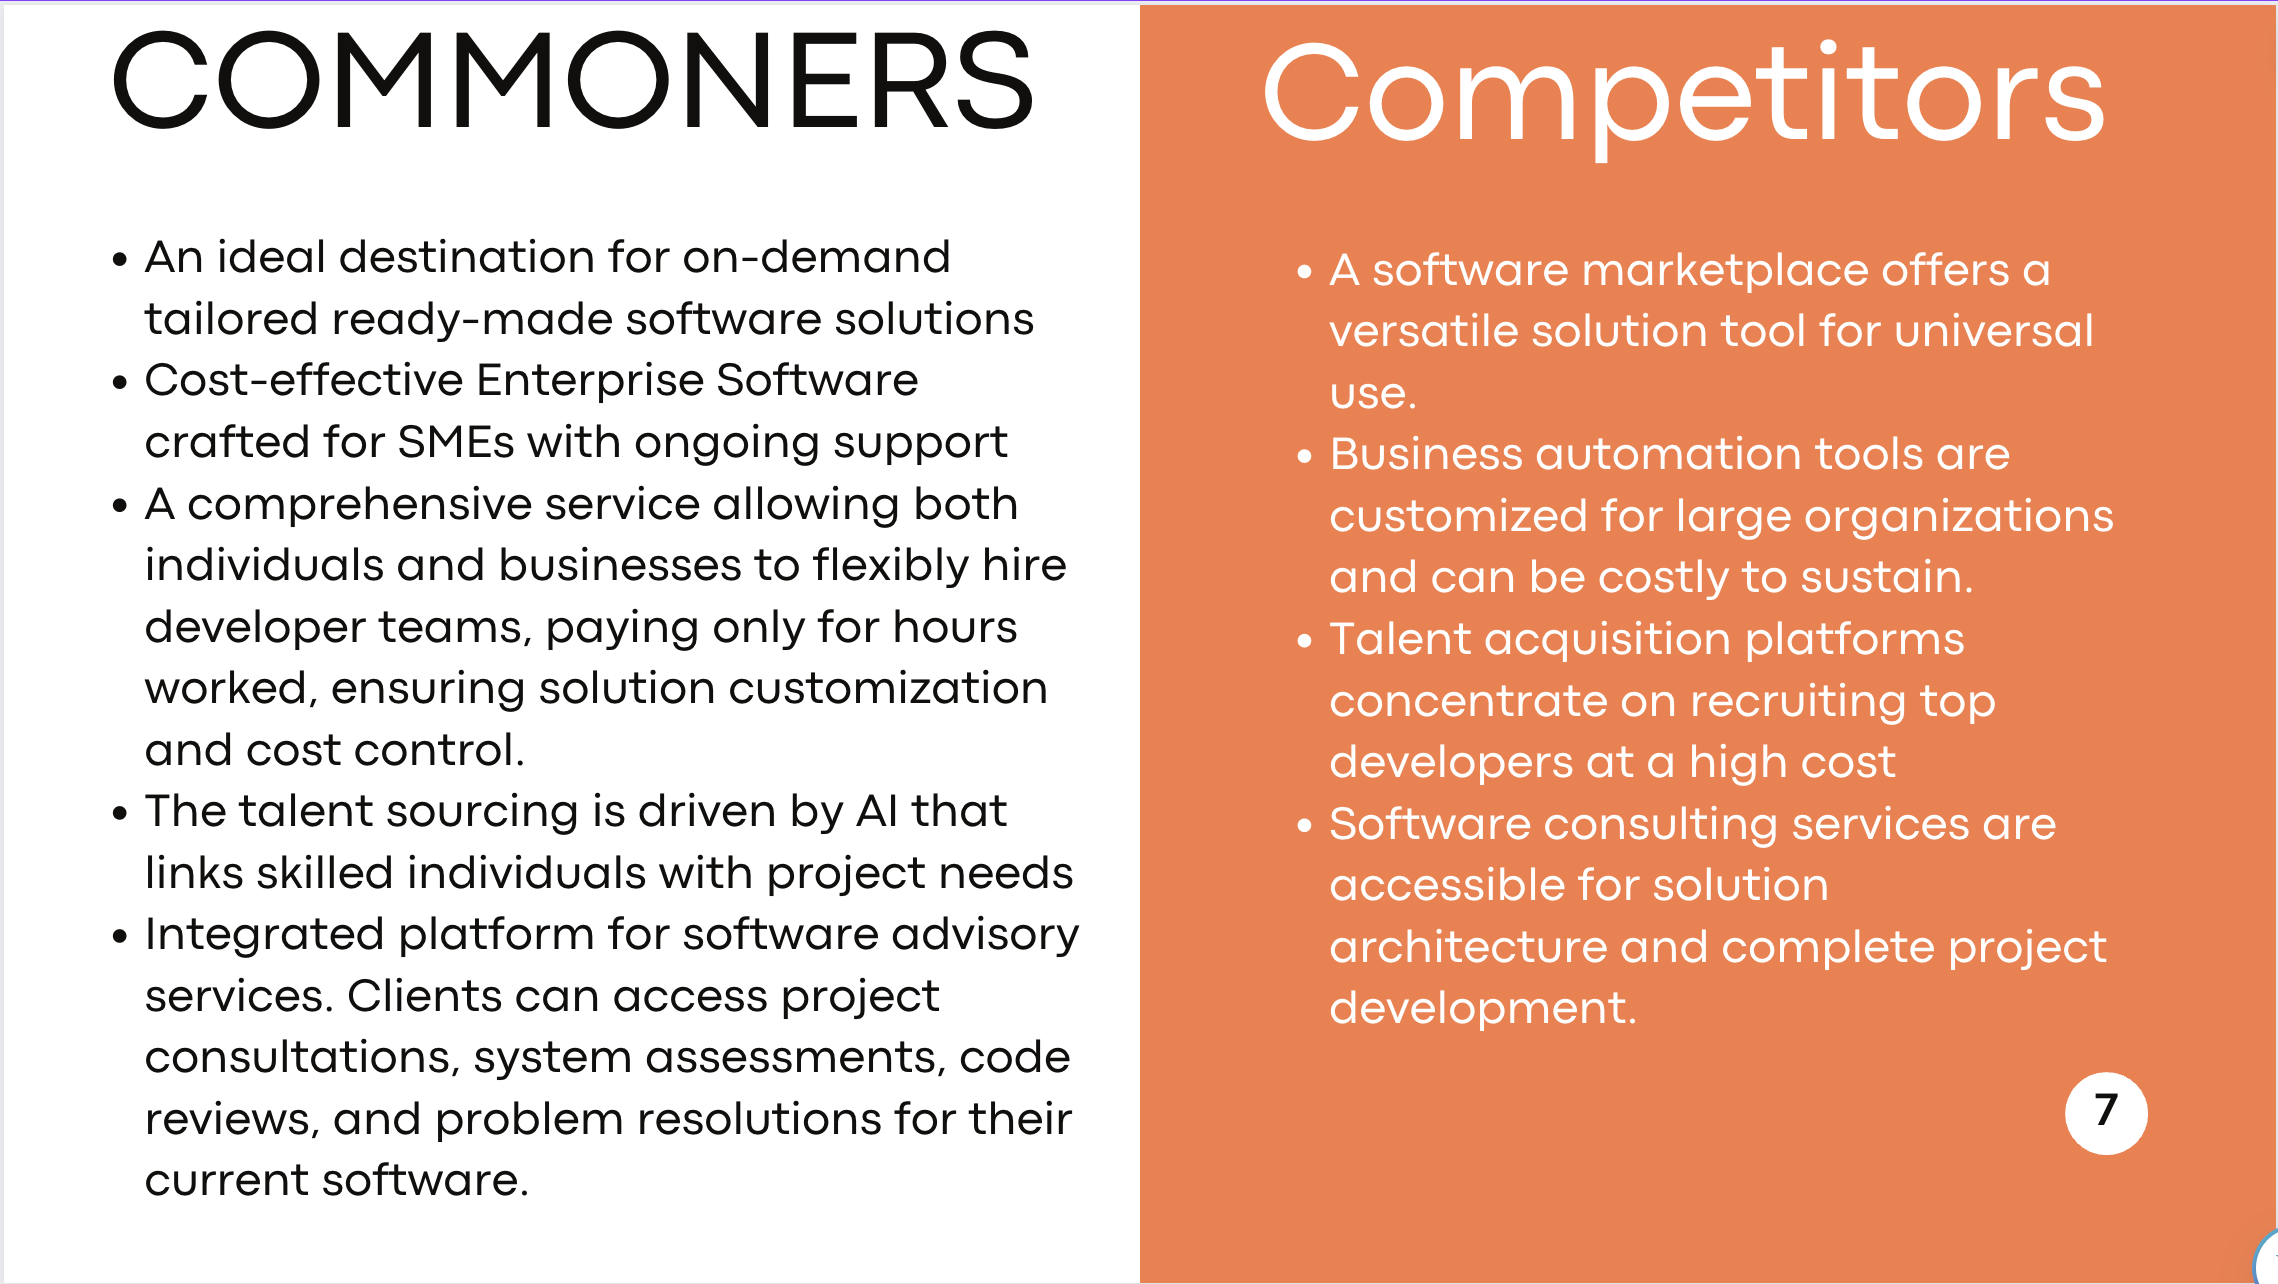 COMMONERS
• An ideal destination for on-demand
tailored ready-made software solutions
• Cost-effective Enterprise Software
crafted for SMEs with ongoing support
• A comprehensive service allowing both
individuals and businesses to flexibly hire
developer teams, paying only for hours
worked, ensuring solution customization
and cost control.
• The talent sourcing is driven by AI that
links skilled individuals with project needs
• Integrated platform for software advisory
services. Clients can access project
consultations, system assessments, code
reviews, and problem resolutions for their
current software.
Competitors
• A software marketplace offers a
versatile solution tool for universal
use.
• Business automation tools are
customized for large organizations
and can be costly to sustain.
• Talent acquisition platforms
concentrate on recruiting top
developers at a high cost
• Software consulting services are
accessible for solution
architecture and complete project
development.
7